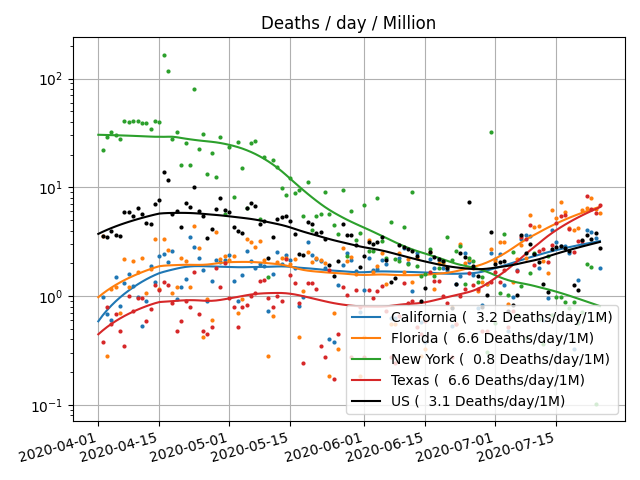 Deaths / day / Million
10²
10¹
10⁰
10⁻¹
California (  3.2 Deaths/day/1M)
Florida (  6.6 Deaths/day/1M)
New York (  0.8 Deaths/day/1M)
Texas (  6.6 Deaths/day/1M)
US (  3.1 Deaths/day/1M)
2020-04-01 2020-04-15 2020-05-01 2020-05-15 2020-06-01 2020-06-15 2020-07-01 2020-07-15